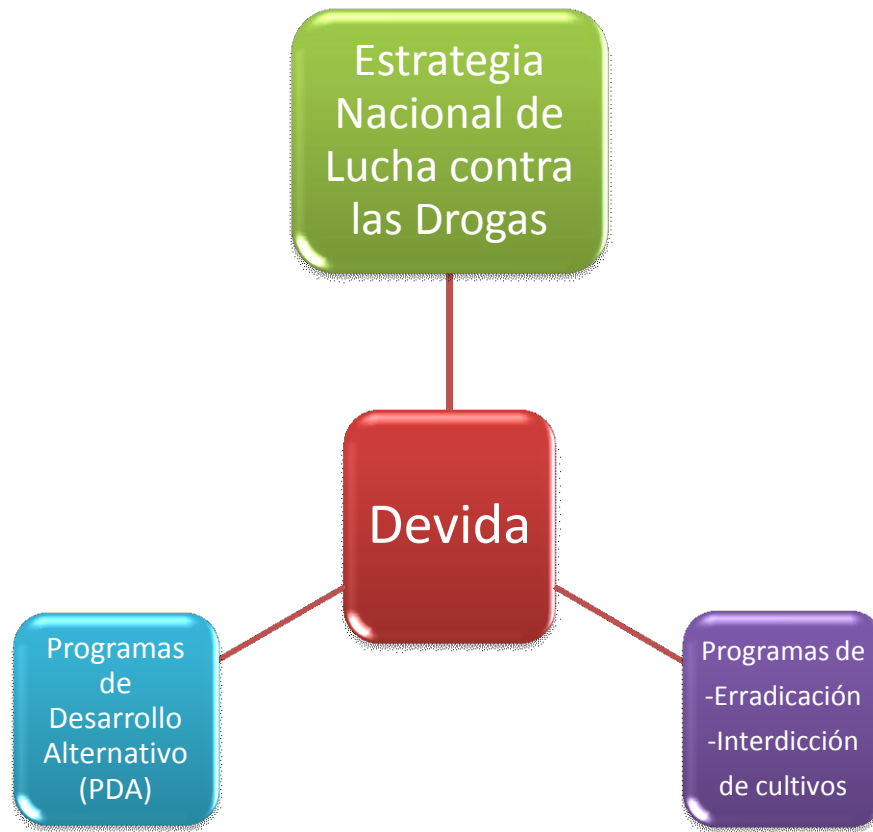 Estrategia
Nacional de
Lucha contra
las Drogas
Devida
Programas
de
Desarrollo
Alternativo
(PDA)
Programas de
-Erradicación
-Interdicción
de cultivos